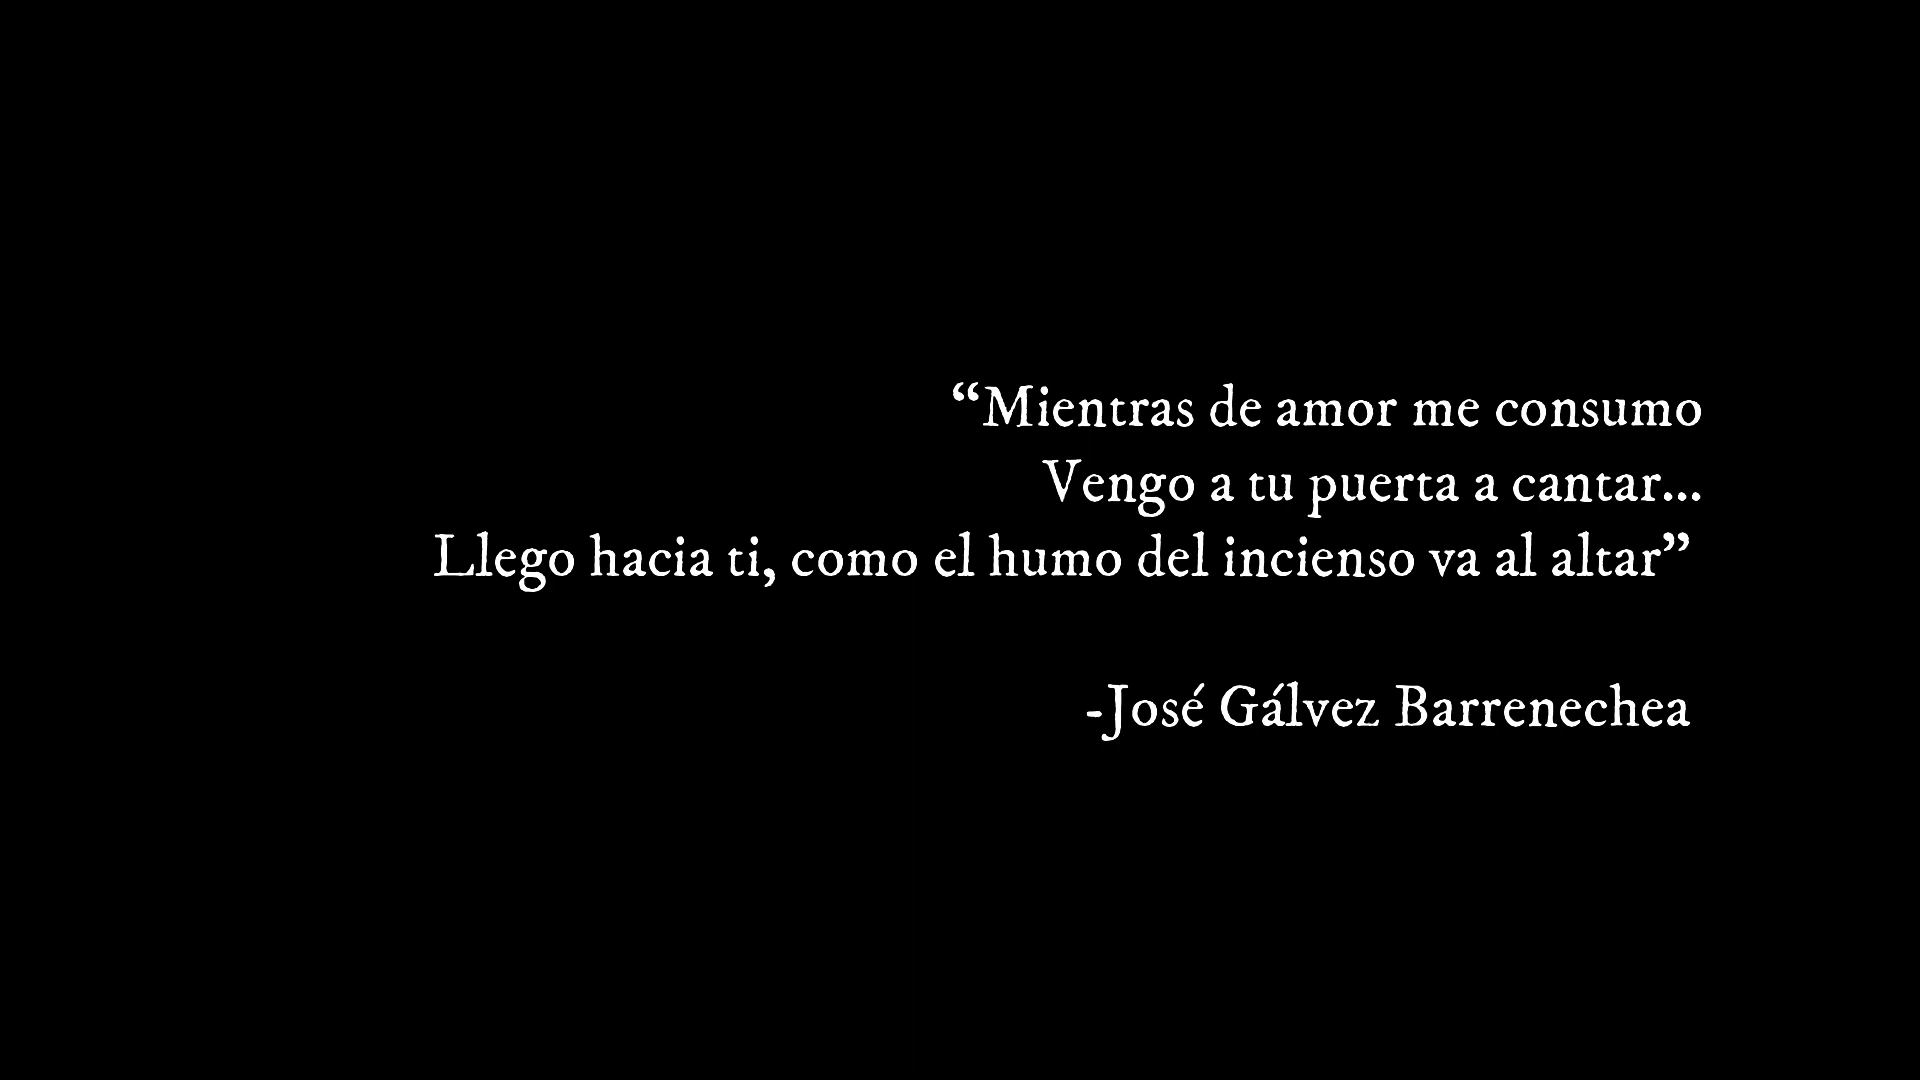 “Mientras de amor me consumo
Vengo a tu puerta a cantar...
Llego hacia ti, como el humo del incienso va al altar”
-José Gálvez Barrenechea